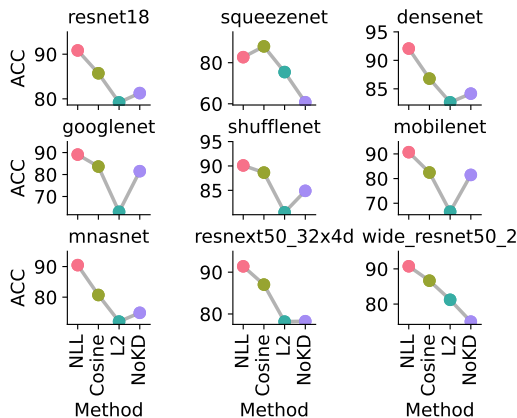 resnet18 squeezenet densenet
ACC 90 80
80 60
95 90 85
googlenet shufflenet mobilenet
ACC 90 80 70
95 90 85
90 80 70
mnasnet resnext50_32x4d wide_resnet50_2
ACC 90 80
90 80
90 80
NLL Cosine L2 NoKD
NLL Cosine L2 NoKD
NLL Cosine L2 NoKD
Method Method Method